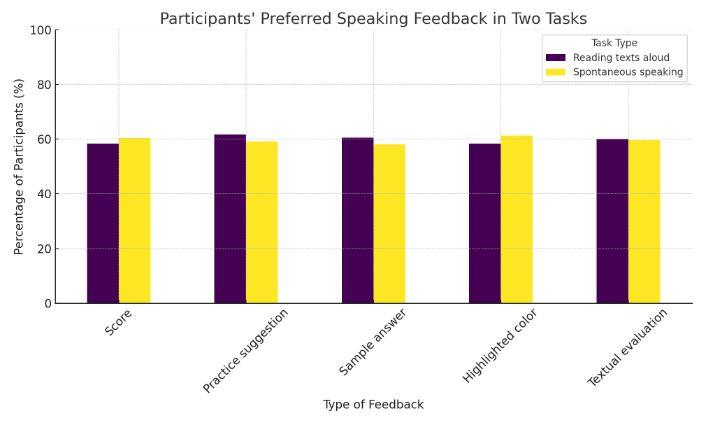 Participants' Preferred Speaking Feedback in Two Tasks
Task Type
Reading texts aloud
Spontaneous speaking
Percentage of Participants (%)
100
80
60
40
20
0
Score
Practice suggestion
Sample answer
Highlighted color
Textual evaluation
Type of Feedback